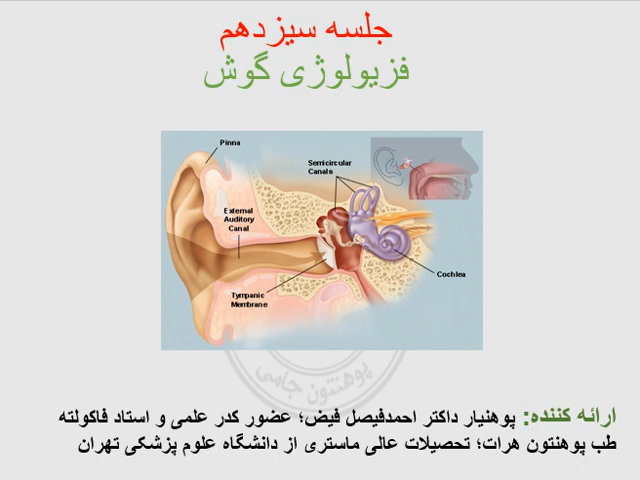 جلسه سیزدهم
فزیولوژی گوش
Pinna
Semicircular
Canals
External
Auditory
Canal
Cochlea
Tympanic
Membrane
پوهنتون جامی
ارائه کننده: پوهنیار داکتر احمدفیصل فیض؛ عضور کدر علمی و استاد فاکولته
طب پوهنتون هرات؛ تحصیلات عالی ماستری از دانشگاه علوم پزشکی تهران